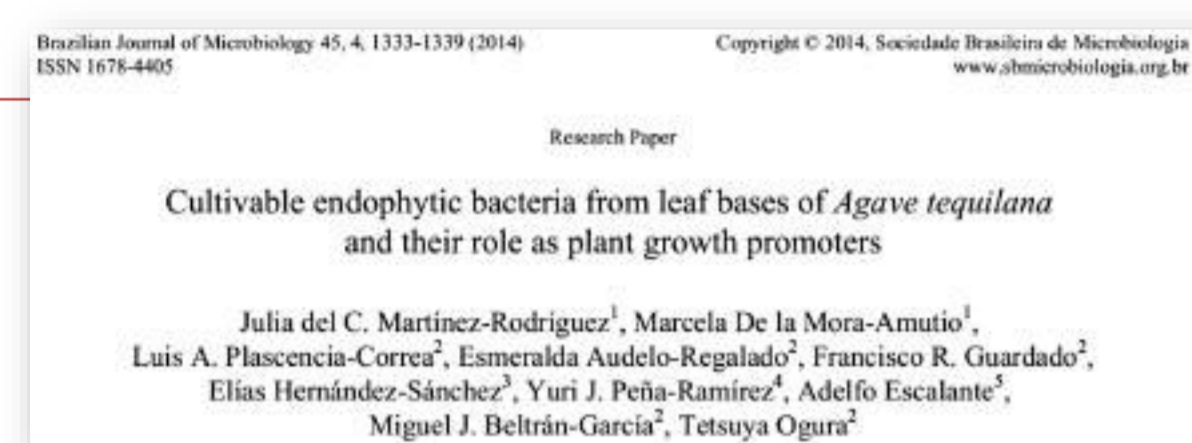 Brazilian Journal of Microbiology 45, 4, 1333-1339 (2014)
Copyright © 2014, Sociedade Brasileira de Microbiologia
ISSN 1678-4405
www.sbmicrobiologia.org.br
Research Paper
Cultivable endophytic bacteria from leaf bases of Agave tequilana
and their role as plant growth promoters
Julia del C. Martínez-Rodríguez¹, Marcela De la Mora-Amutio¹,
Luis A. Plascencia-Correa², Esmeralda Audelo-Regalado², Francisco R. Guardado²,
Elías Hernández-Sánchez³, Yuri J. Peña-Ramírez⁴, Adelfo Escalante⁵,
Miguel J. Beltrán-García², Tetsuya Ogura²